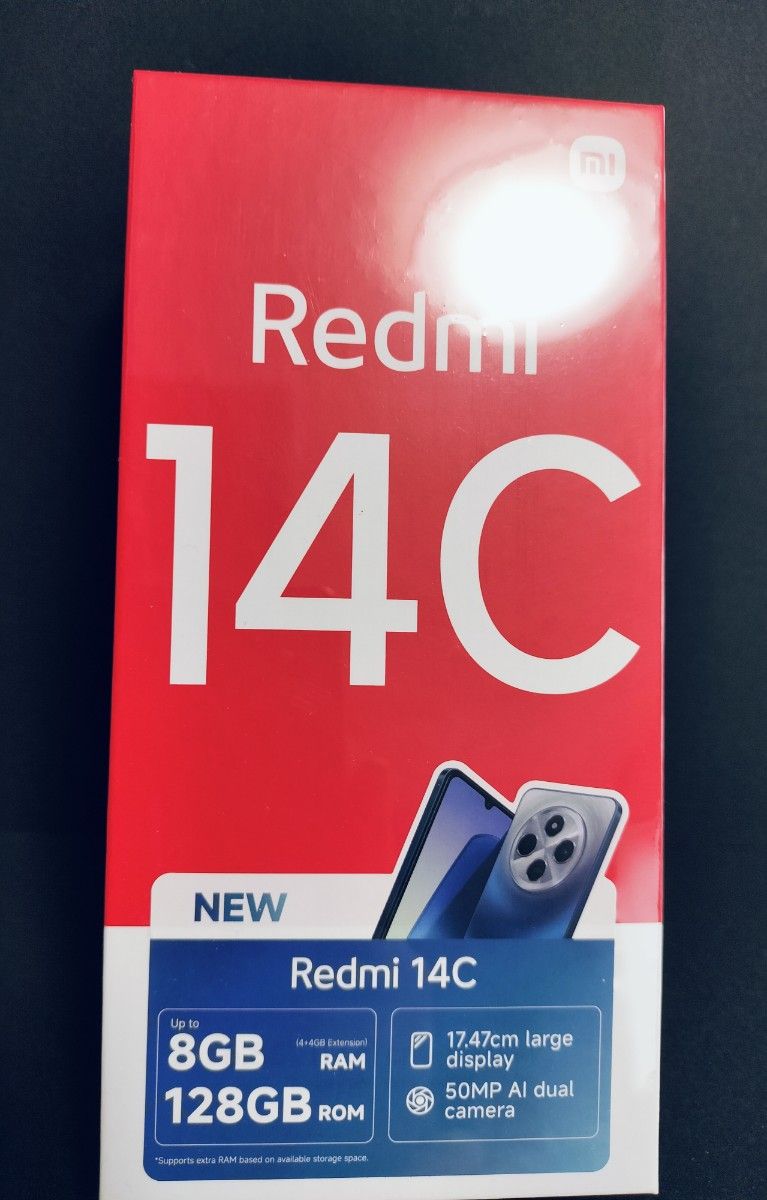 mi
Redmi
14C
NEW
Redmi 14C
Up to
8GB (4+4GB Extension) RAM
128GB ROM
17.47cm large
display
50MP AI dual
camera
*Supports extra RAM based on available storage space.